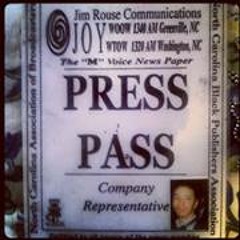 Jim Rouse Communications
JOY
WOOW 1340 AM Greenville, NC
WTOW 1320 AM Washington, NC
The "M" Voice News Paper
PRESS
PASS
Company
Representative
North Carolina Association of Broadcasters
North Carolina Black Publishers Association